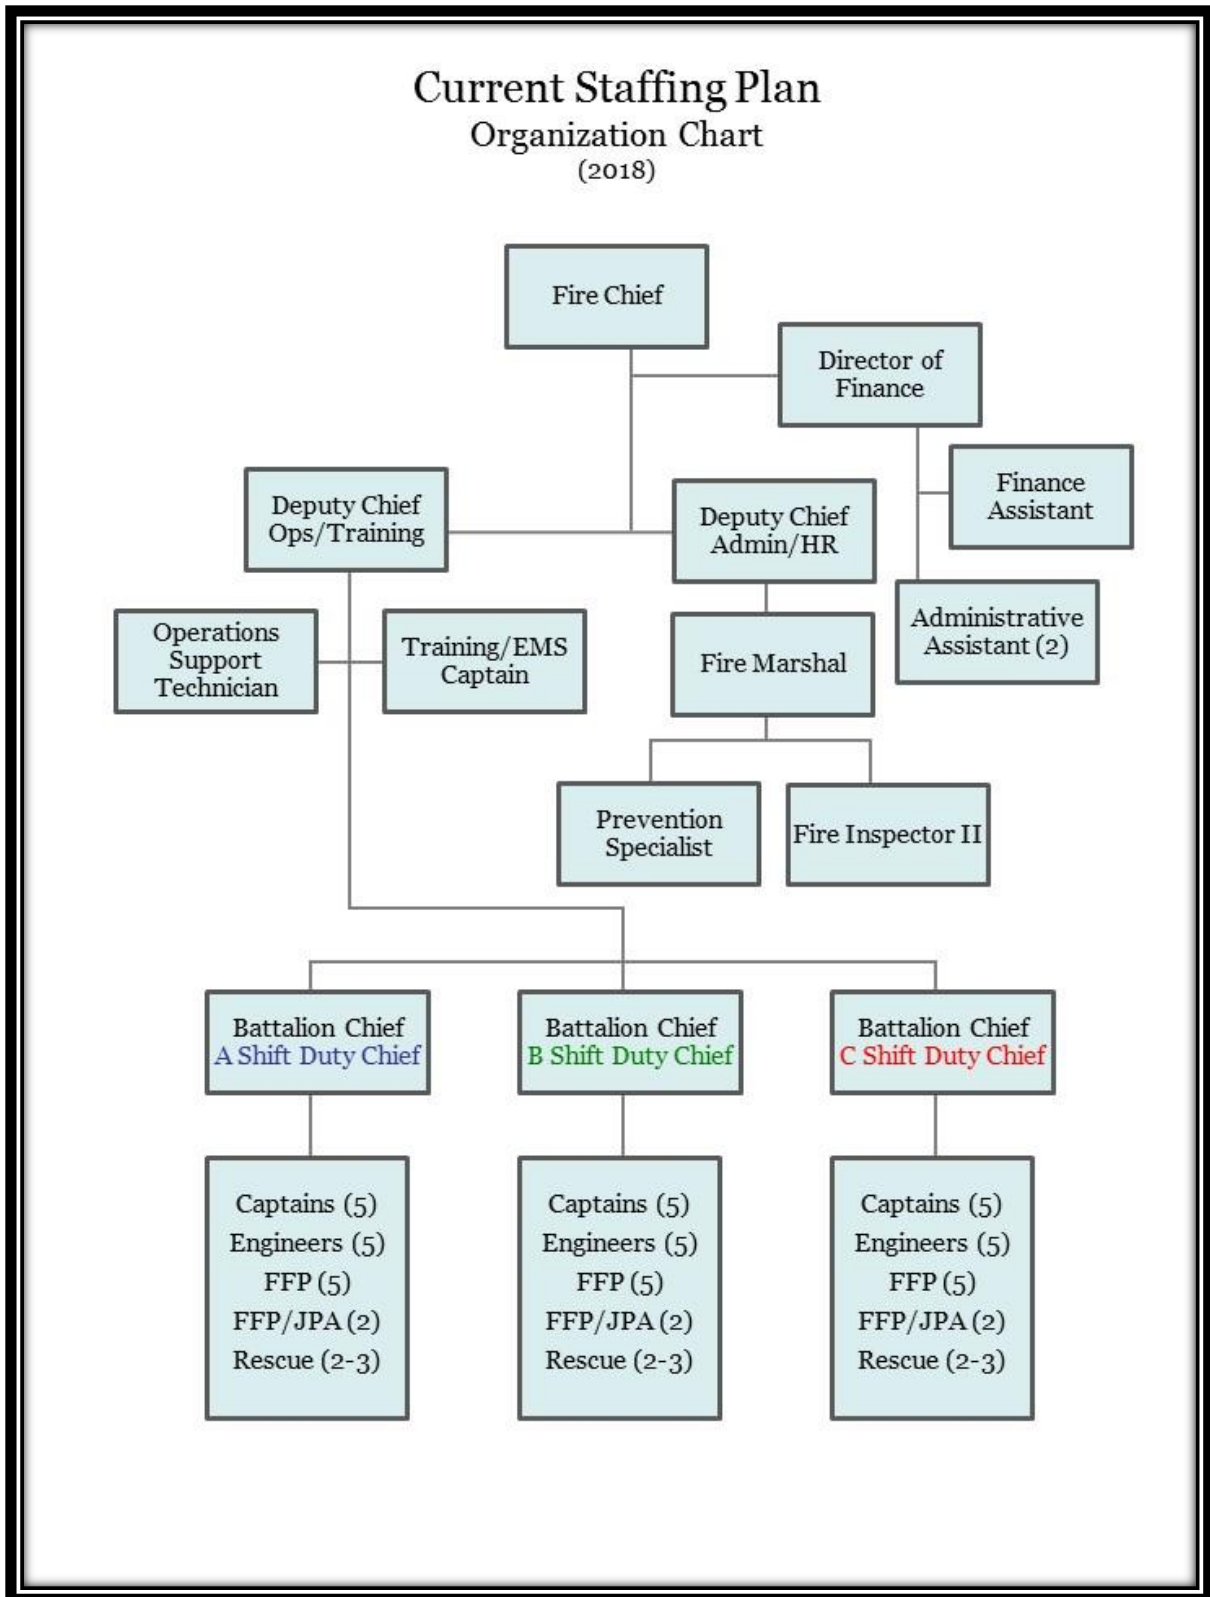 Current Staffing Plan
Organization Chart
(2018)
Fire Chief
Director of
Finance
Finance
Assistant
Administrative
Assistant (2)
Deputy Chief
Ops/Training
Deputy Chief
Admin/HR
Operations
Support
Technician
Training/EMS
Captain
Fire Marshal
Prevention
Specialist
Fire Inspector II
Battalion Chief
A Shift Duty Chief
Battalion Chief
B Shift Duty Chief
Battalion Chief
C Shift Duty Chief
Captains (5)
Engineers (5)
FFP (5)
FFP/JPA (2)
Rescue (2-3)
Captains (5)
Engineers (5)
FFP (5)
FFP/JPA (2)
Rescue (2-3)
Captains (5)
Engineers (5)
FFP (5)
FFP/JPA (2)
Rescue (2-3)